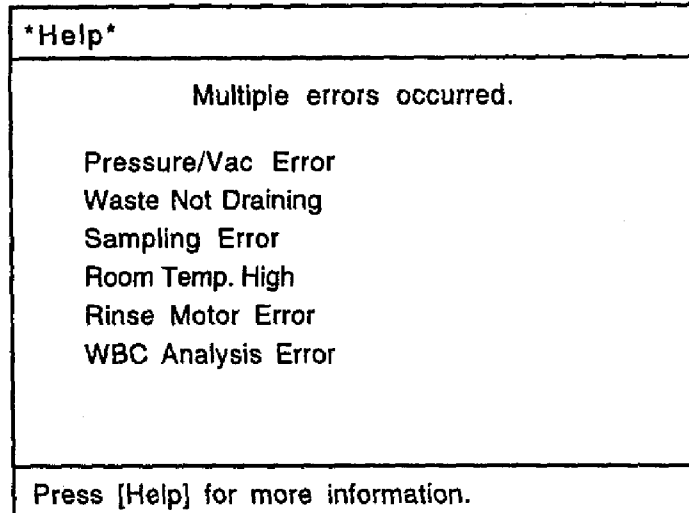 *Help*
Multiple errors occurred.
Pressure/Vac Error
Waste Not Draining
Sampling Error
Room Temp. High
Rinse Motor Error
WBC Analysis Error
Press [Help] for more information.